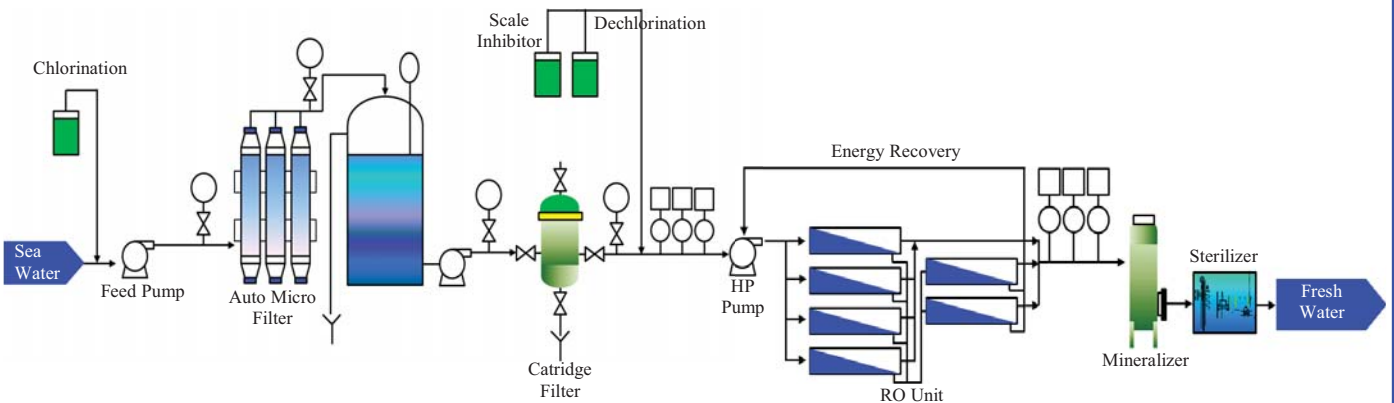 Chlorination
Sea
Water
Feed Pump
Auto Micro
Filter
Scale
Inhibitor
Dechlorination
Catridge
Filter
Energy Recovery
HP
Pump
RO Unit
Mineralizer
Sterilizer
Fresh
Water